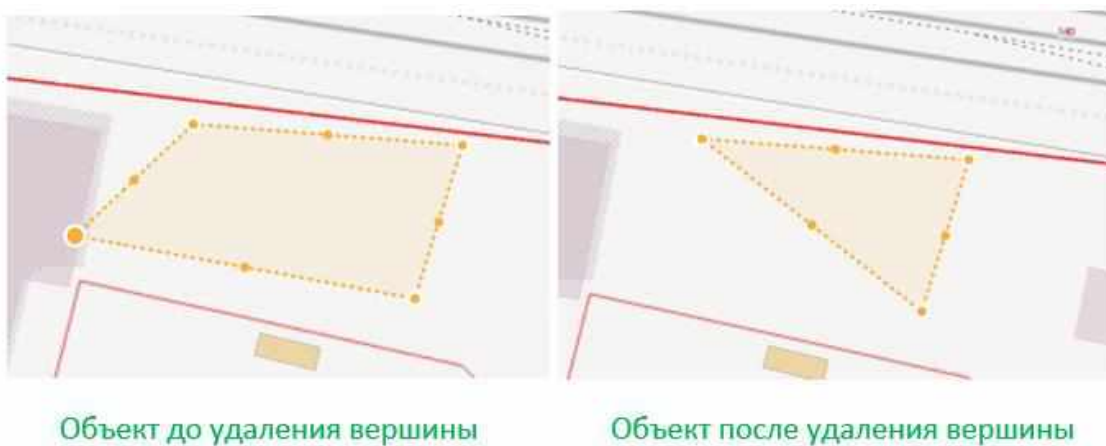 Объект до удаления вершины
Объект после удаления вершины